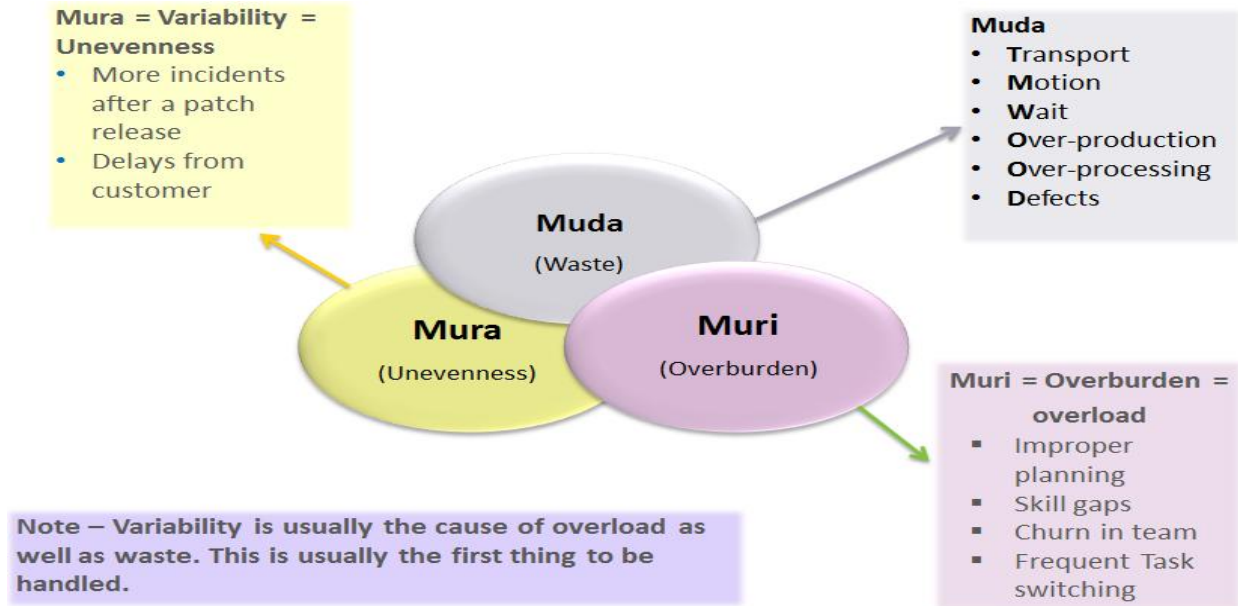 Mura = Variability =
Unevenness
• More incidents
after a patch
release
• Delays from
customer
Muda
• Transport
• Motion
• Wait
• Over-production
• Over-processing
• Defects
Muda
(Waste)
Mura
(Unevenness)
Muri
(Overburden)
Muri = Overburden =
overload
▪ Improper
planning
▪ Skill gaps
▪ Churn in team
▪ Frequent Task
switching
Note – Variability is usually the cause of overload as
well as waste. This is usually the first thing to be
handled.